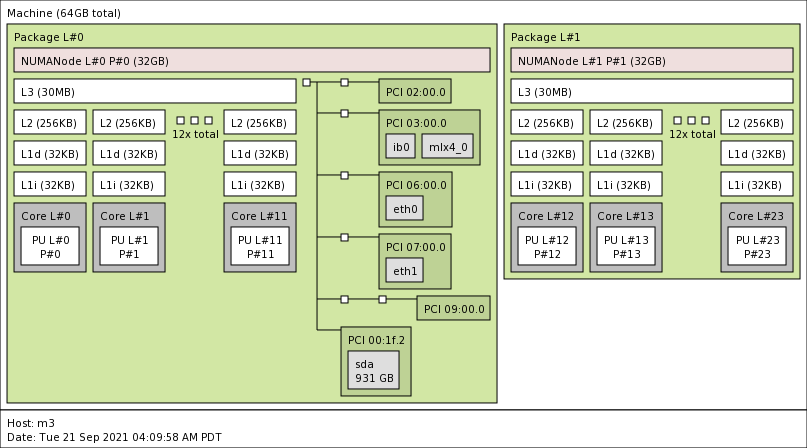 Machine (64GB total)
Package L#0
NUMANode L#0 P#0 (32GB)
L3 (30MB)
L2 (256KB) L2 (256KB) 12x total L2 (256KB)
L1d (32KB) L1d (32KB) L1d (32KB)
L1i (32KB) L1i (32KB) L1i (32KB)
Core L#0 Core L#1 Core L#11
PU L#0 PU L#1 PU L#11
P#0 P#1 P#11
PCI 02:00.0
PCI 03:00.0
ib0 mlx4_0
PCI 06:00.0
eth0
PCI 07:00.0
eth1
PCI 09:00.0
PCI 00:1f.2
sda
931 GB
Package L#1
NUMANode L#1 P#1 (32GB)
L3 (30MB)
L2 (256KB) L2 (256KB) 12x total L2 (256KB)
L1d (32KB) L1d (32KB) L1d (32KB)
L1i (32KB) L1i (32KB) L1i (32KB)
Core L#12 Core L#13 Core L#23
PU L#12 PU L#13 PU L#23
P#12 P#13 P#23
Host: m3
Date: Tue 21 Sep 2021 04:09:58 AM PDT